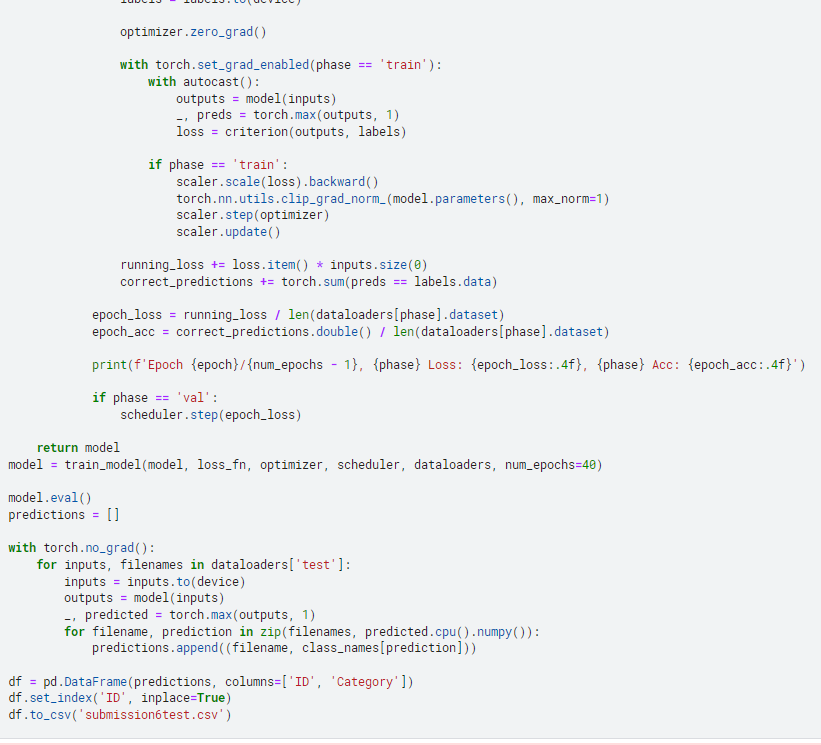 labels = labels.to(device)
optimizer.zero_grad()
with torch.set_grad_enabled(phase == 'train'):
with autocast():
outputs = model(inputs)
_, preds = torch.max(outputs, 1)
loss = criterion(outputs, labels)
if phase == 'train':
scaler.scale(loss).backward()
torch.nn.utils.clip_grad_norm_(model.parameters(), max_norm=1)
scaler.step(optimizer)
scaler.update()
running_loss += loss.item() * inputs.size(0)
correct_predictions += torch.sum(preds == labels.data)
epoch_loss = running_loss / len(dataloaders[phase].dataset)
epoch_acc = correct_predictions.double() / len(dataloaders[phase].dataset)
print(f'Epoch {epoch}/{num_epochs - 1}, {phase} Loss: {epoch_loss:.4f}, {phase} Acc: {epoch_acc:.4f}')
if phase == 'val':
scheduler.step(epoch_loss)
return model
model = train_model(model, loss_fn, optimizer, scheduler, dataloaders, num_epochs=40)
model.eval()
predictions = []
with torch.no_grad():
for inputs, filenames in dataloaders['test']:
inputs = inputs.to(device)
outputs = model(inputs)
_, predicted = torch.max(outputs, 1)
for filename, prediction in zip(filenames, predicted.cpu().numpy()):
predictions.append((filename, class_names[prediction]))
df = pd.DataFrame(predictions, columns=['ID', 'Category'])
df.set_index('ID', inplace=True)
df.to_csv('submission6test.csv')